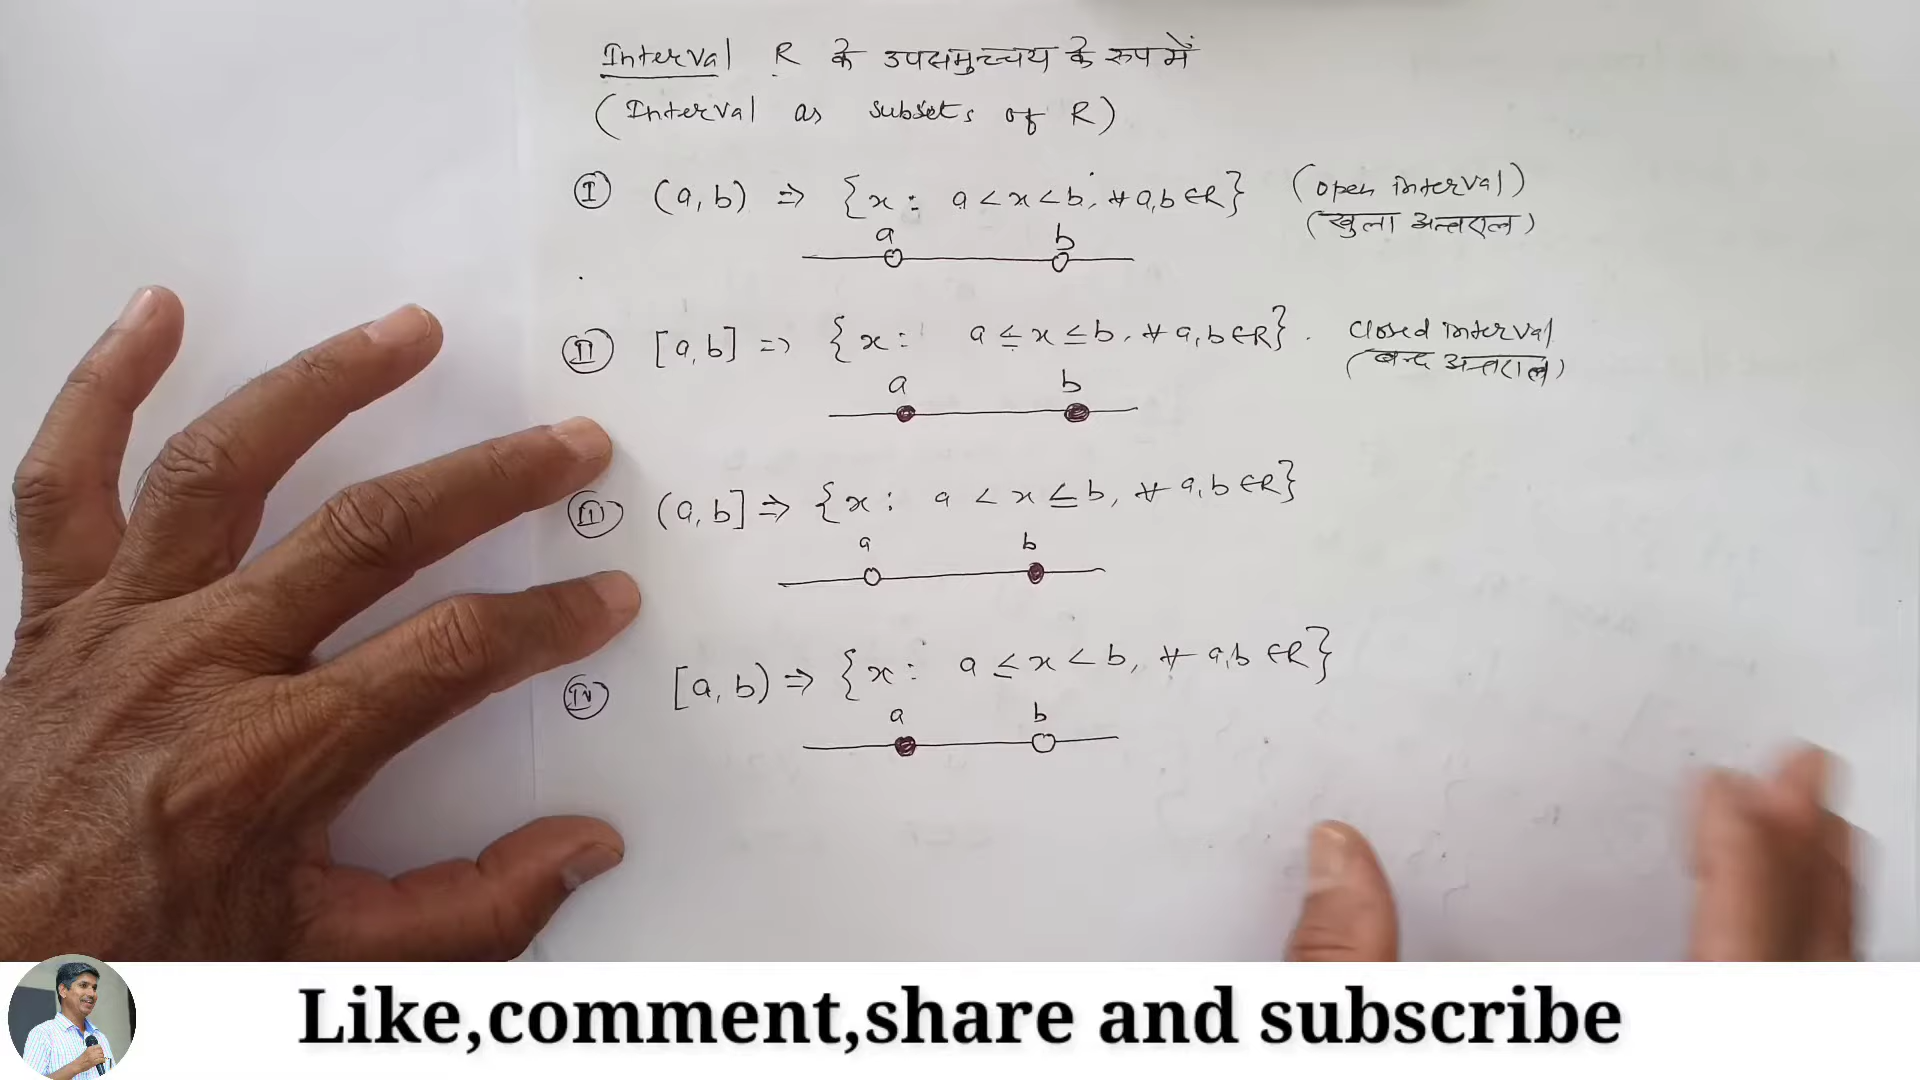 Interval R के उपसमुच्चय के रूप में
(Interval as subsets of R)
I (a, b) ⇒ {x : a < x < b, ∀ a,b ∈ R} (open interval)
(खुला अन्तराल)
a b
II [a, b] ⇒ {x : a ≤ x ≤ b, ∀ a,b ∈ R}. Closed interval
(बन्द अन्तराल)
a b
III (a, b] ⇒ {x : a < x ≤ b, ∀ a,b ∈ R}
a b
IV [a, b) ⇒ {x : a ≤ x < b, ∀ a,b ∈ R}
a b
Like,comment,share and subscribe